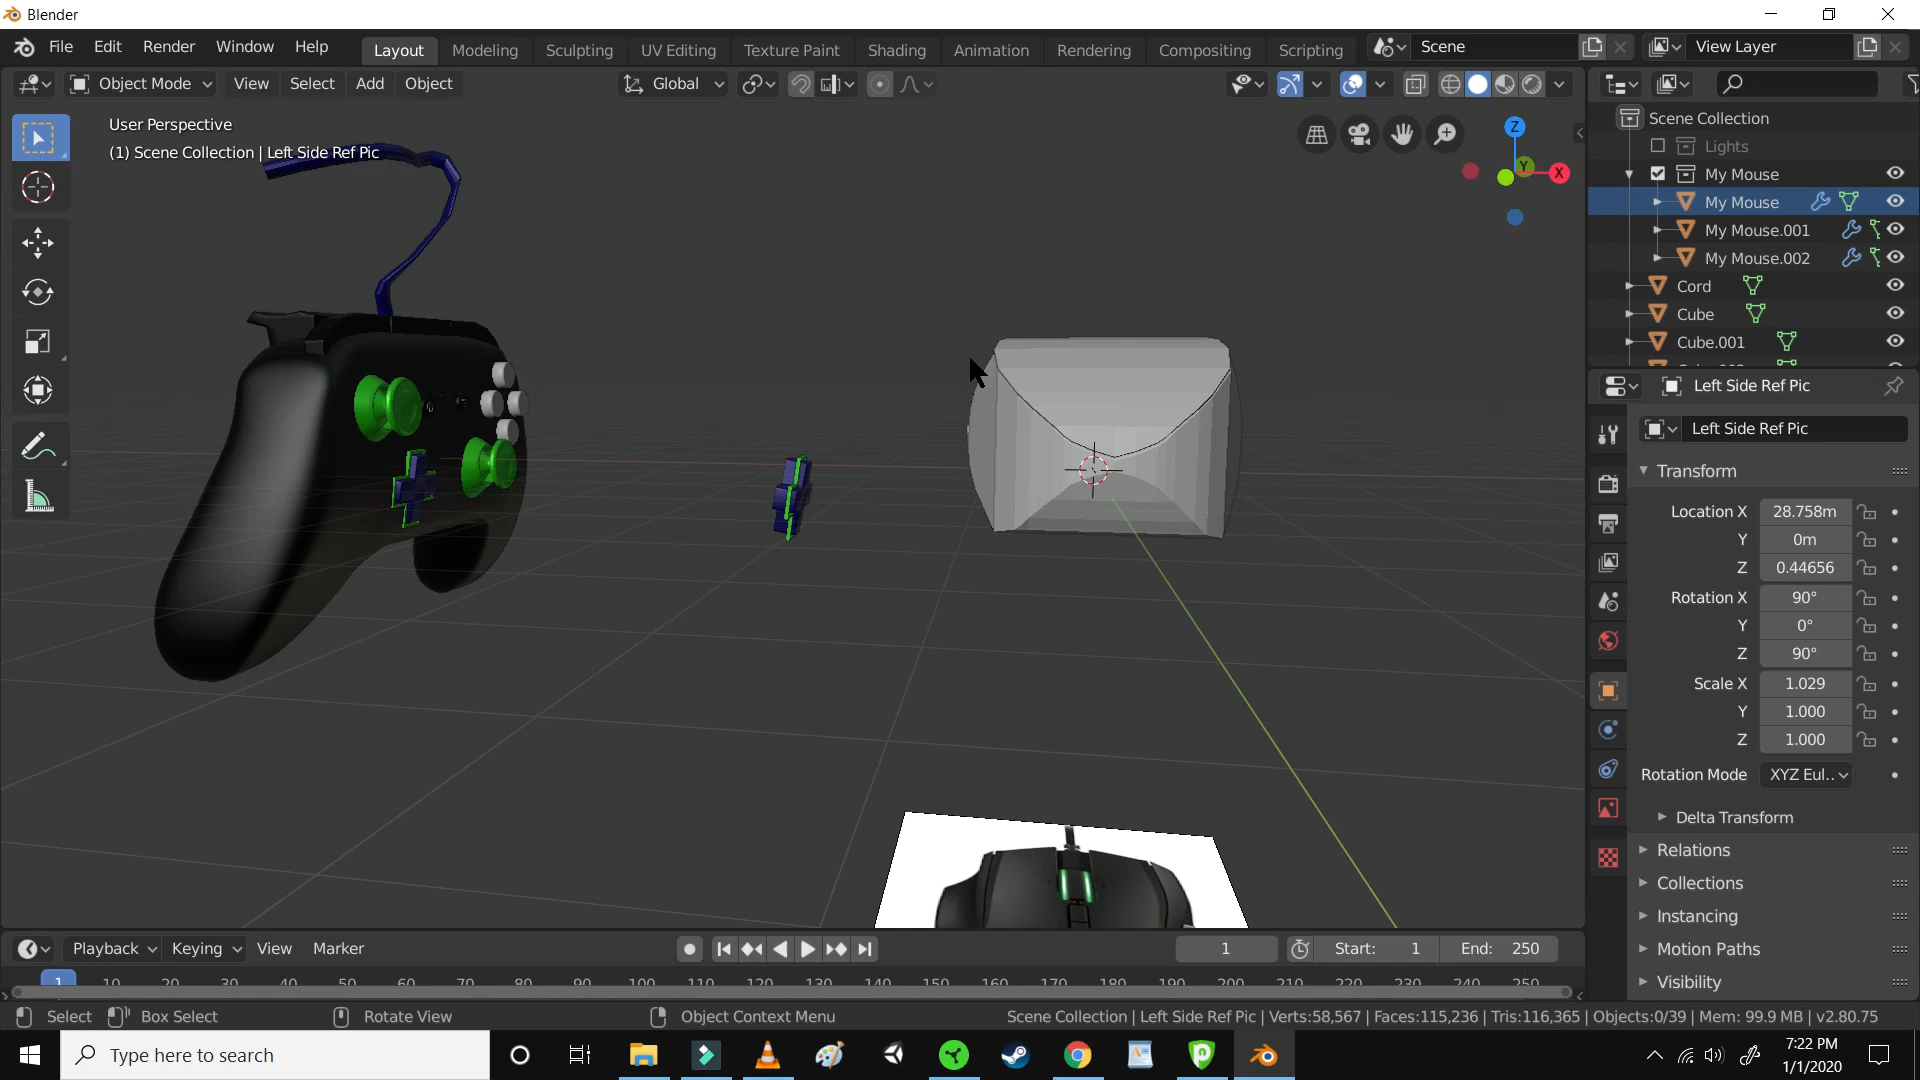 Blender
File Edit Render Window Help
Layout Modeling Sculpting UV Editing Texture Paint Shading Animation Rendering Compositing Scripting
Scene
View Layer
Object Mode View Select Add Object
Global
User Perspective
(1) Scene Collection | Left Side Ref Pic
Z
Y
X
Scene Collection
Lights
My Mouse
My Mouse
My Mouse.001
My Mouse.002
Cord
Cube
Cube.001
Left Side Ref Pic
Left Side Ref Pic
Transform
Location X 28.758m
Y 0m
Z 0.44656
Rotation X 90°
Y 0°
Z 90°
Scale X 1.029
Y 1.000
Z 1.000
Rotation Mode XYZ Eul..
Delta Transform
Relations
Collections
Instancing
Motion Paths
Visibility
Playback Keying View Marker
1 Start: 1 End: 250
1 10 20 30 40 50 60 70 80 90 100 110 120 130 140 150 160 170 180 190 200 210 220 230 240 250
Select Box Select Rotate View Object Context Menu
Scene Collection | Left Side Ref Pic | Verts:58,567 | Faces:115,236 | Tris:116,365 | Objects:0/39 | Mem: 99.9 MB | v2.80.75
Type here to search
7:22 PM
1/1/2020